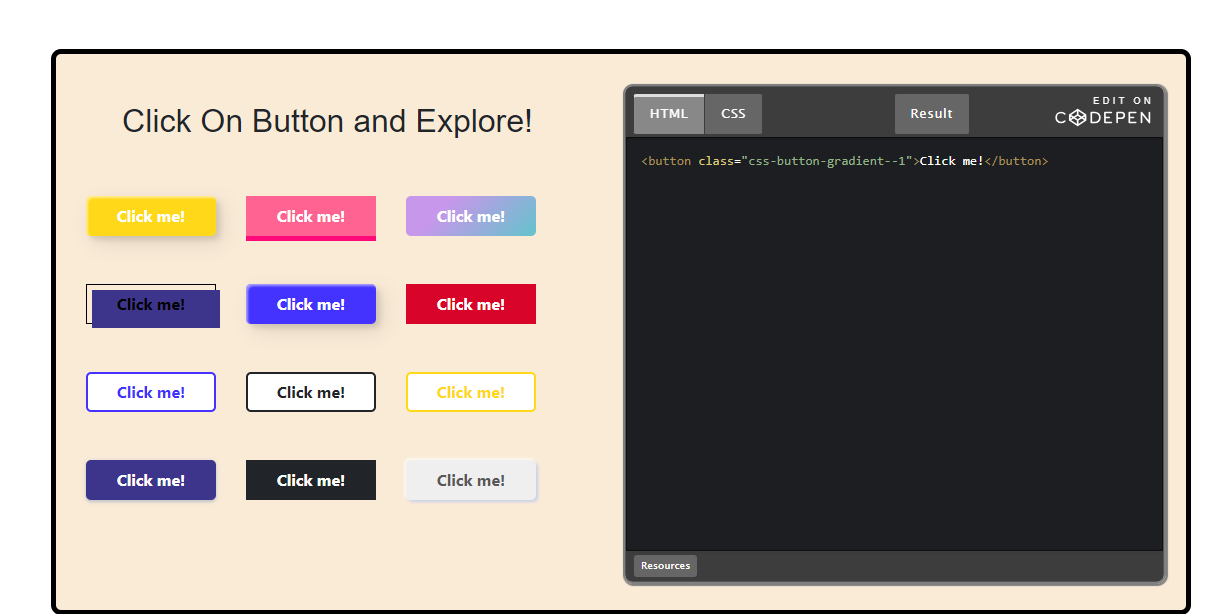 Click On Button and Explore!
Click me! Click me! Click me!
Click me! Click me! Click me!
Click me! Click me! Click me!
Click me! Click me! Click me!
HTML CSS Result EDIT ON
CODEPEN
<button class="css-button-gradient--1">Click me!</button>
Resources